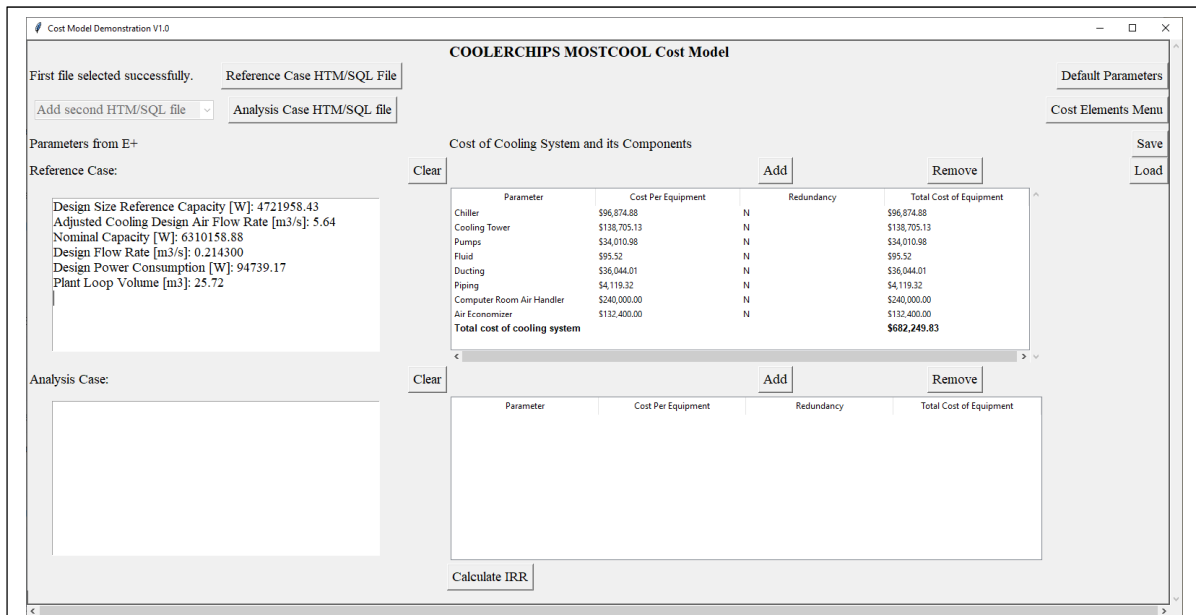 Cost Model Demonstration V1.0
COOLERCHIPS MOSTCOOL Cost Model
First file selected successfully. Reference Case HTM/SQL File Default Parameters
Add second HTM/SQL file Analysis Case HTM/SQL file Cost Elements Menu
Parameters from E+ Cost of Cooling System and its Components Save
Reference Case: Clear Add Remove Load
Design Size Reference Capacity [W]: 4721958.43
Adjusted Cooling Design Air Flow Rate [m3/s]: 5.64
Nominal Capacity [W]: 6310158.88
Design Flow Rate [m3/s]: 0.214300
Design Power Consumption [W]: 94739.17
Plant Loop Volume [m3]: 25.72
Parameter Cost Per Equipment Redundancy Total Cost of Equipment
Chiller $96,874.88 N $96,874.88
Cooling Tower $138,705.13 N $138,705.13
Pumps $34,010.98 N $34,010.98
Fluid $95.52 N $95.52
Ducting $36,044.01 N $36,044.01
Piping $4,119.32 N $4,119.32
Computer Room Air Handler $240,000.00 N $240,000.00
Air Economizer $132,400.00 N $132,400.00
Total cost of cooling system $682,249.83
Analysis Case: Clear Add Remove
Parameter Cost Per Equipment Redundancy Total Cost of Equipment
Calculate IRR